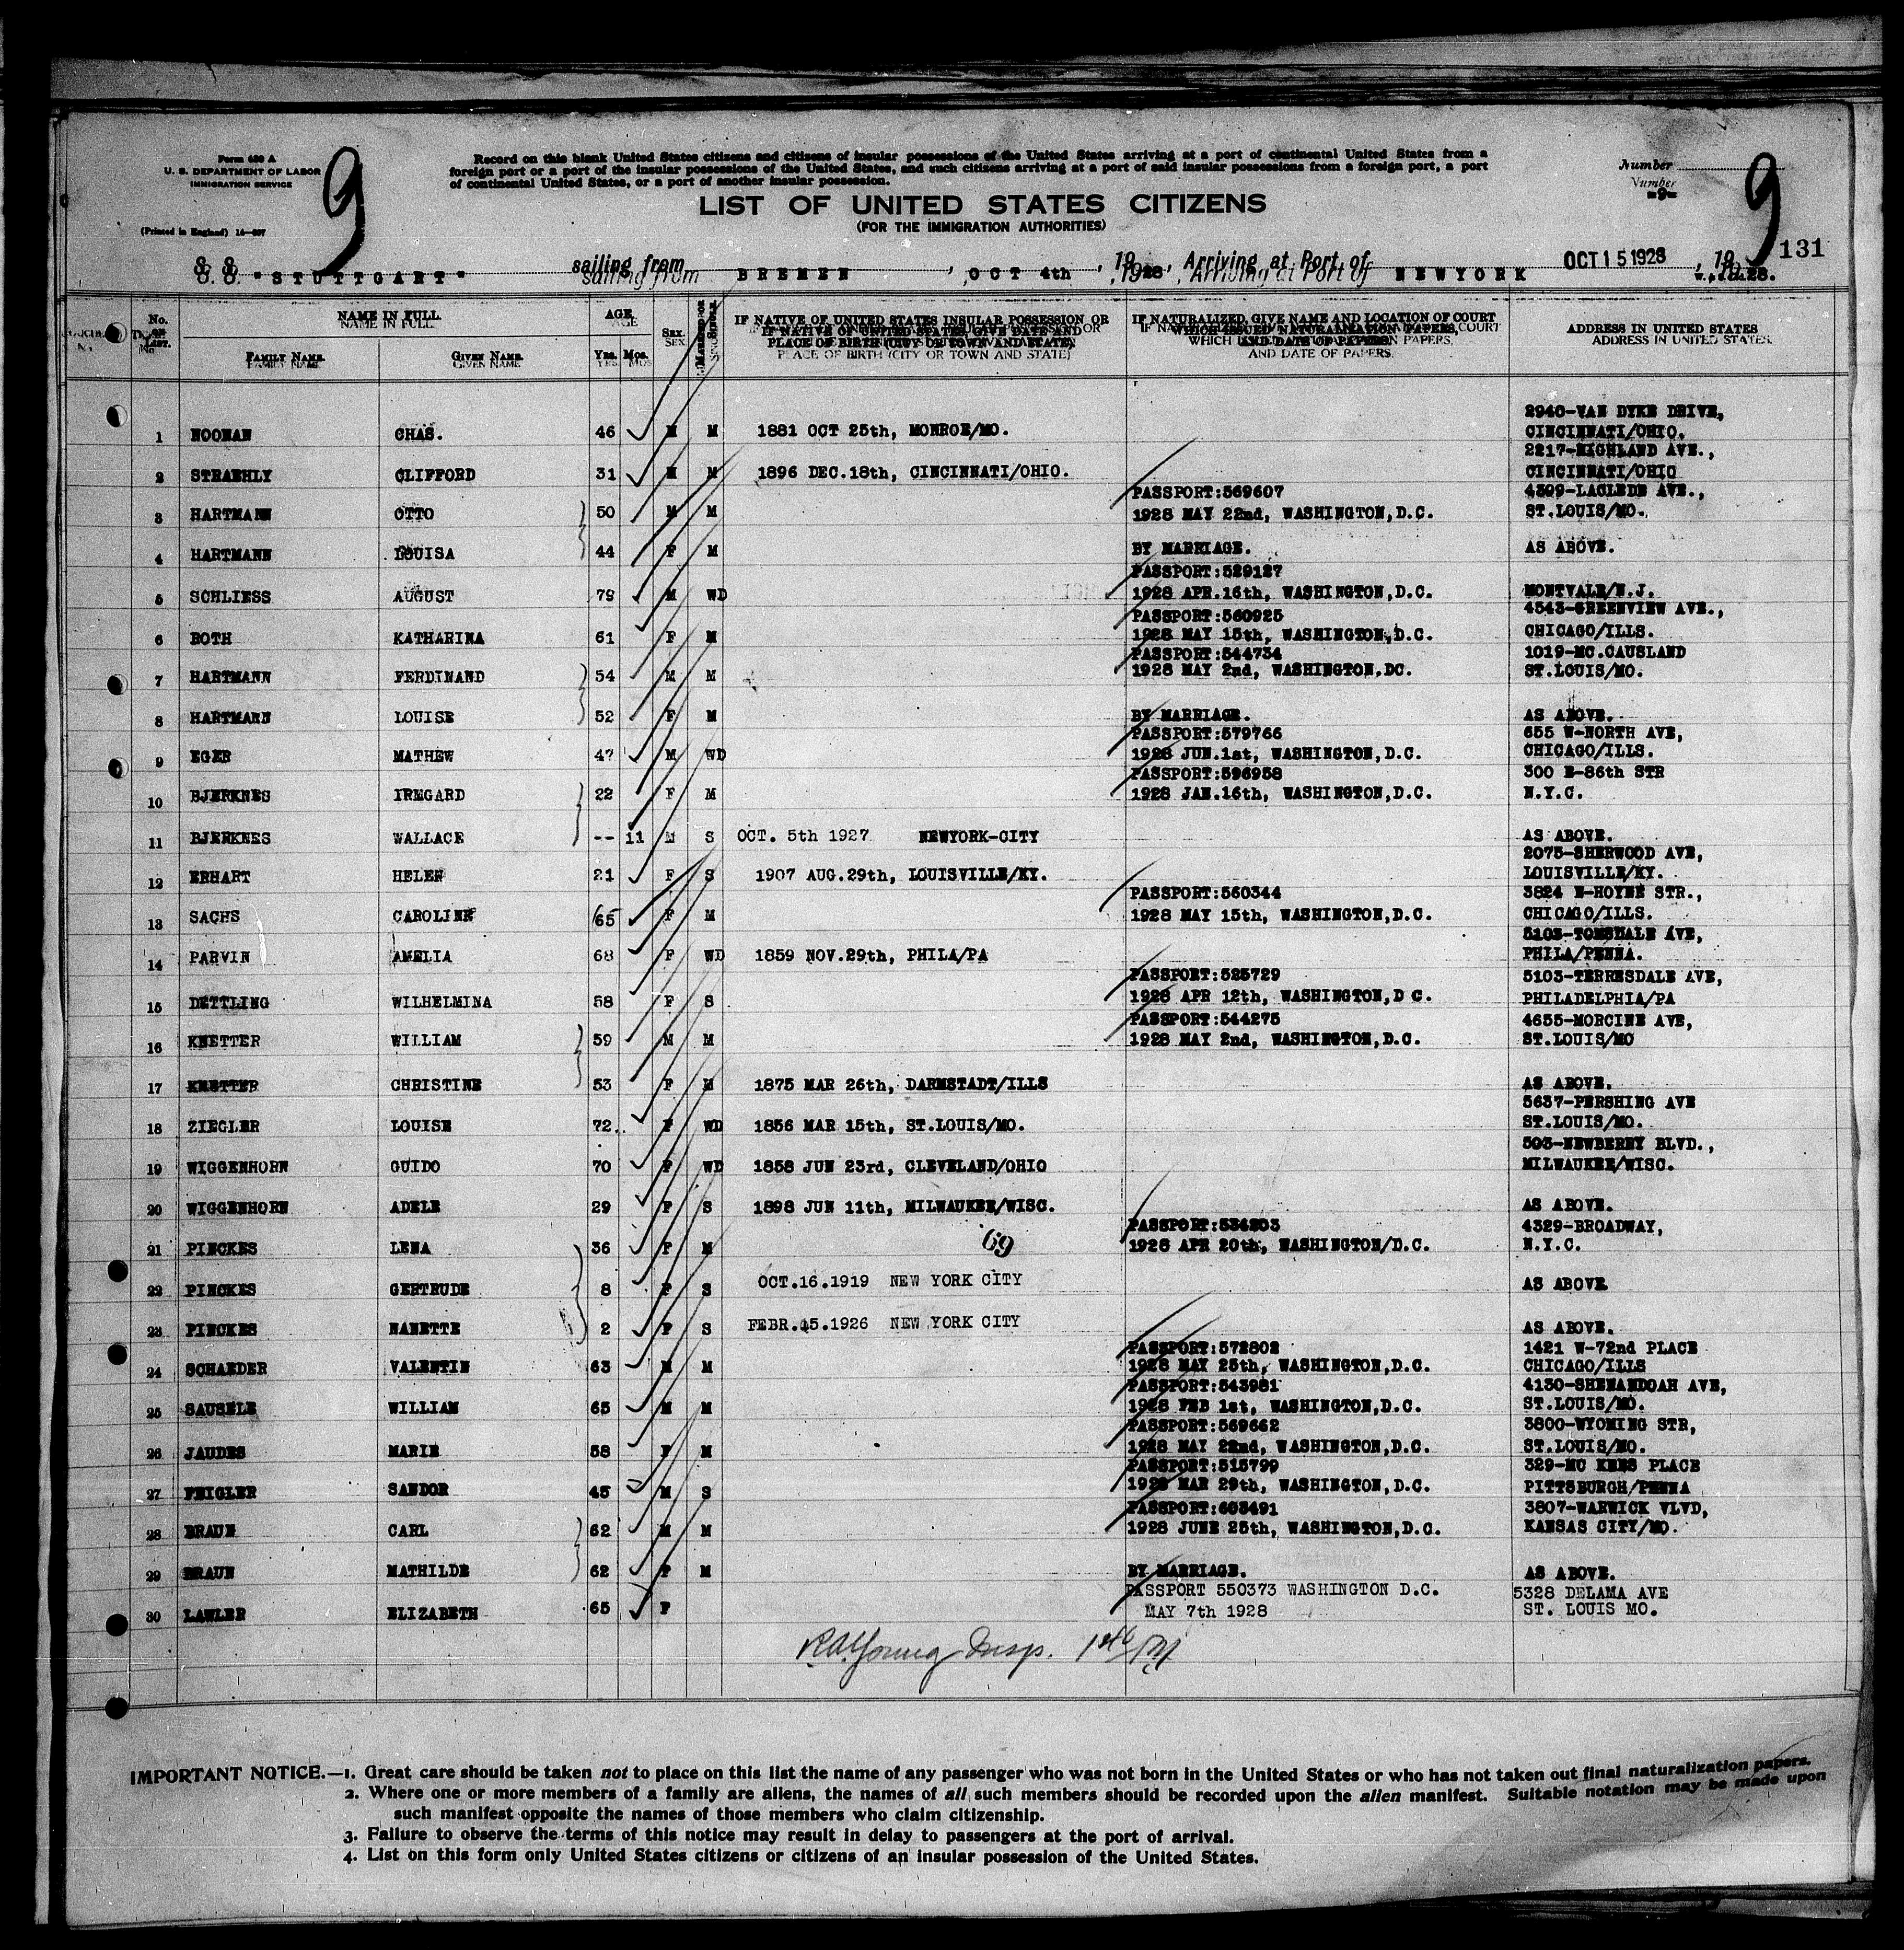 Form 630 A
U. S. DEPARTMENT OF LABOR
IMMIGRATION SERVICE
(Printed in England) 14—607
9
Record on this blank United States citizens and citizens of insular possessions of the United States arriving at a port of continental United States from a
foreign port or a port of the insular possessions of the United States, and such citizens arriving at a port of said insular possessions from a foreign port, a port
of continental United States, or a port of another insular possession.
Number
Number
=9=
9
131
LIST OF UNITED STATES CITIZENS
(FOR THE IMMIGRATION AUTHORITIES)
S. S. "STUTTGART" sailing from BREMEN, OCT 4th, 1928, Arriving at Port of NEWYORK OCT 15 1928, 19
No. ON LIST.
NAME IN FULL
FAMILY NAME. GIVEN NAME.
AGE
YRS. MOS.
SEX.
IF NATIVE OF UNITED STATES INSULAR POSSESSION OR
IF NATIVE OF UNITED STATES, GIVE DATE AND
PLACE OF BIRTH (CITY OR TOWN AND STATE)
IF NATURALIZED, GIVE NAME AND LOCATION OF COURT
WHICH ISSUED NATURALIZATION PAPERS,
AND DATE OF PAPERS.
ADDRESS IN UNITED STATES
ADDRESS IN UNITED STATES.
2940-VAN DYKE DRIVE,
1 NOONAN CHAS. 46 M M 1881 OCT 25th, MONROE/MO. CINCINNATI/OHIO.
2217-HIGHLAND AVE.,
2 STRAEHLY CLIFFORD 31 M M 1896 DEC.18th, CINCINNATI/OHIO. CINCINNATI/OHIO
PASSPORT:569607 4399-LACLEDE AVE.,
3 HARTMANN OTTO 50 M M 1928 MAY 22nd, WASHINGTON,D.C. ST.LOUIS/MO.
4 HARTMANN LOUISA 44 F M BY MARRIAGE. AS ABOVE.
PASSPORT:529127
5 SCHLIESS AUGUST 79 M WD 1928 APR.16th, WASHINGTON,D.C. MONTVALE/N.J.
PASSPORT:560925 4543-GREENVIEW AVE.,
6 ROTH KATHARINA 61 F M 1928 MAY 15th, WASHINGTON,D.C. CHICAGO/ILLS.
PASSPORT:544734 1019-MC.CAUSLAND
7 HARTMANN FERDINAND 54 M M 1928 MAY 2nd, WASHINGTON,DC. ST.LOUIS/MO.
8 HARTMANN LOUISE 52 F M BY MARRIAGE. AS ABOVE.
PASSPORT:579766 655 W-NORTH AVE,
9 EGER MATHEW 47 M WD 1928 JUN.1st, WASHINGTON,D.C. CHICAGO/ILLS.
PASSPORT:596958 300 E-86th STR
10 BJERKNES IRMGARD 22 F M 1928 JAN.16th, WASHINGTON,D.C. N.Y.C.
11 BJERKNES WALLACE -- 11 M S OCT. 5th 1927 NEWYORK-CITY AS ABOVE.
2075-SHERWOOD AVE,
12 ERHART HELEN 21 F S 1907 AUG.29th, LOUISVILLE/KY. LOUISVILLE/KY.
PASSPORT:560344 3824 N-HOYNE STR.,
13 SACHS CAROLINE 65 F M 1928 MAY 15th, WASHINGTON,D.C. CHICAGO/ILLS.
5103-TORSDALE AVE,
14 PARVIN AMELIA 68 F WD 1859 NOV.29th, PHILA/PA PHILA/PENNA.
PASSPORT:525729 5103-TERRESDALE AVE,
15 DETTLING WILHELMINA 58 F S 1928 APR 12th, WASHINGTON,D C. PHILADELPHIA/PA
PASSPORT:544275 4655-MORCINE AVE,
16 KNETTER WILLIAM 59 M M 1928 MAY 2nd, WASHINGTON,D.C. ST.LOUIS/MO
17 KNETTER CHRISTINE 53 F M 1875 MAR 26th, DARMSTADT/ILLS AS ABOVE.
5637-PERSHING AVE
18 ZIEGLER LOUISE 72. F WD 1856 MAR 15th, ST.LOUIS/MO. ST.LOUIS/MO.
503-NEWBERRY BLVD.,
19 WIGGENHORN GUIDO 70 F WD 1858 JUN 23rd, CLEVELAND/OHIO MILWAUKEE/WISC.
20 WIGGENHORN ADELE 29 F S 1898 JUN 11th, MILWAUKEE/WISC. AS ABOVE.
PASSPORT:534203 4329-BROADWAY,
21 PINCKES LENA 36 F M 69 1928 APR 20th, WASHINGTON/D.C. N.Y.C.
22 PINCKES GERTRUDE 8 F S OCT.16.1919 NEW YORK CITY AS ABOVE
23 PINCKES NANETTE 2 F S FEBR.15.1926 NEW YORK CITY AS ABOVE.
PASSPORT:572802 1421 W-72nd PLACE
24 SCHAEDER VALENTIN 63 M M 1928 MAY 25th, WASHINGTON,D.C. CHICAGO/ILLS
PASSPORT:543981 4130-SHENANDOAH AVE,
25 SAUSELE WILLIAM 65 M M 1928 FEB 1st, WASHINGTON,D.C. ST.LOUIS/MO.
PASSPORT:569662 3800-WYOMING STR,
26 JAUDES MARIE 58 F M 1928 MAY 22nd, WASHINGTON,D.C. ST.LOUIS/MO.
PASSPORT:515799 329-MC KEES PLACE
27 FEIGLER SANDOR 45 M S 1928 MAR 29th, WASHINGTON,D.C. PITTSBURGH/PENNA
PASSPORT:603491 3807-WARWICK VLVD,
28 BRAUN CARL 62 M M 1928 JUNE 25th, WASHINGTON,D.C. KANSAS CITY/MO.
29 BRAUN MATHILDE 62 F M BY MARRIAGE. AS ABOVE.
PASSPORT 550373 WASHINGTON D.C. 5328 DELAMA AVE
30 LAWLER ELIZABETH 65 F MAY 7th 1928 ST. LOUIS MO.
R.A. Young Insp.
IMPORTANT NOTICE.—1. Great care should be taken not to place on this list the name of any passenger who was not born in the United States or who has not taken out final naturalization papers.
2. Where one or more members of a family are aliens, the names of all such members should be recorded upon the alien manifest. Suitable notation may be made upon
such manifest opposite the names of those members who claim citizenship.
3. Failure to observe the terms of this notice may result in delay to passengers at the port of arrival.
4. List on this form only United States citizens or citizens of an insular possession of the United States.